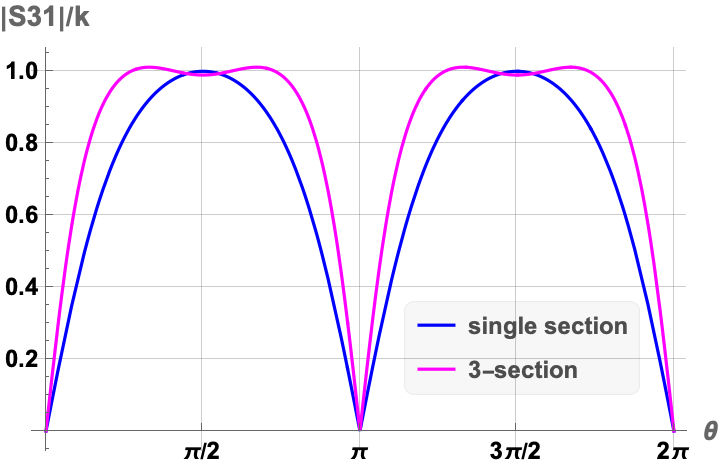 |S31|/k
1.0
0.8
0.6
0.4
0.2
single section
3–section
π/2
π
3π/2
2π
θ